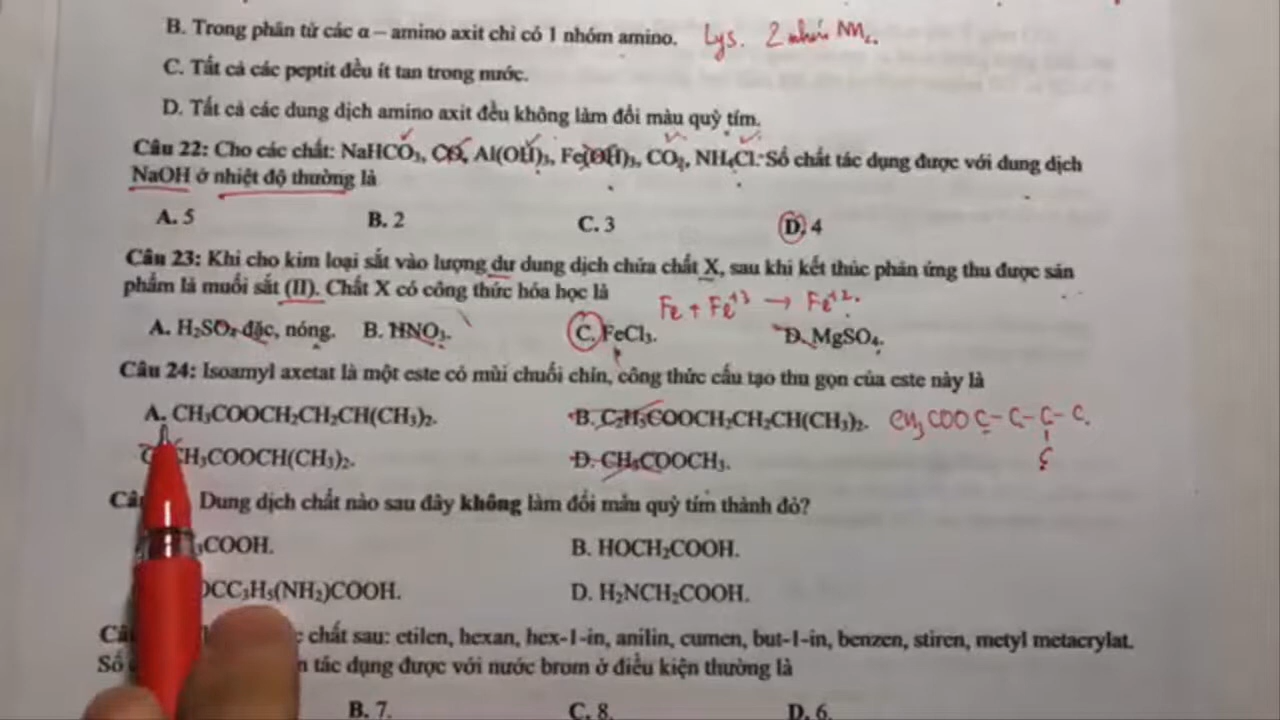 B. Trong phân tử các α – amino axit chỉ có 1 nhóm amino. Lys. 2 nhóm NH₂.
C. Tất cả các peptit đều ít tan trong nước.
D. Tất cả các dung dịch amino axit đều không làm đổi màu quỳ tím.
Câu 22: Cho các chất: NaHCO₃, CO, Al(OH)₃, Fe(OH)₃, CO₂, NH₄Cl. Số chất tác dụng được với dung dịch
NaOH ở nhiệt độ thường là
A. 5 B. 2 C. 3 D. 4
Câu 23: Khi cho kim loại sắt vào lượng dư dung dịch chứa chất X, sau khi kết thúc phản ứng thu được sản
phẩm là muối sắt (II). Chất X có công thức hóa học là
Fe + Fe⁺³ → Fe⁺².
A. H₂SO₄ đặc, nóng. B. HNO₃. C. FeCl₃. D. MgSO₄.
Câu 24: Isoamyl axetat là một este có mùi chuối chín, công thức cấu tạo thu gọn của este này là
A. CH₃COOCH₂CH₂CH(CH₃)₂. B. C₂H₅COOCH₂CH₂CH(CH₃)₂. CH₃COO C - C - C - C.
C
CH₃COOCH(CH₃)₂. D. CH₃COOCH₃.
Dung dịch chất nào sau đây không làm đổi màu quỳ tím thành đỏ?
COOH. B. HOCH₂COOH.
CC₃H₅(NH₂)COOH. D. H₂NCH₂COOH.
chất sau: etilen, hexan, hex-1-in, anilin, cumen, but-1-in, benzen, stiren, metyl metacrylat.
Số tác dụng được với nước brom ở điều kiện thường là
B. 7. C. 8. D. 6.